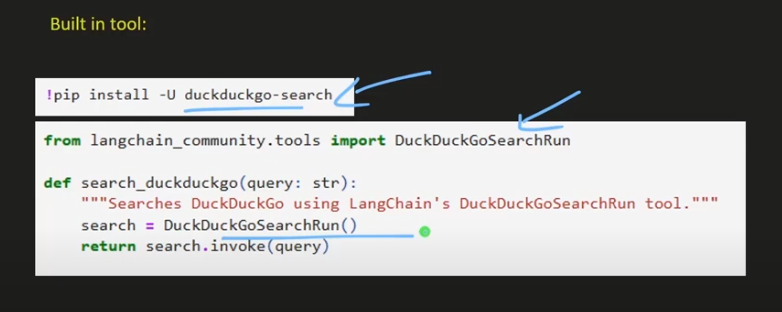 Built in tool:
!pip install -U duckduckgo-search
from langchain_community.tools import DuckDuckGoSearchRun
def search_duckduckgo(query: str):
    """Searches DuckDuckGo using LangChain's DuckDuckGoSearchRun tool."""
    search = DuckDuckGoSearchRun()
    return search.invoke(query)